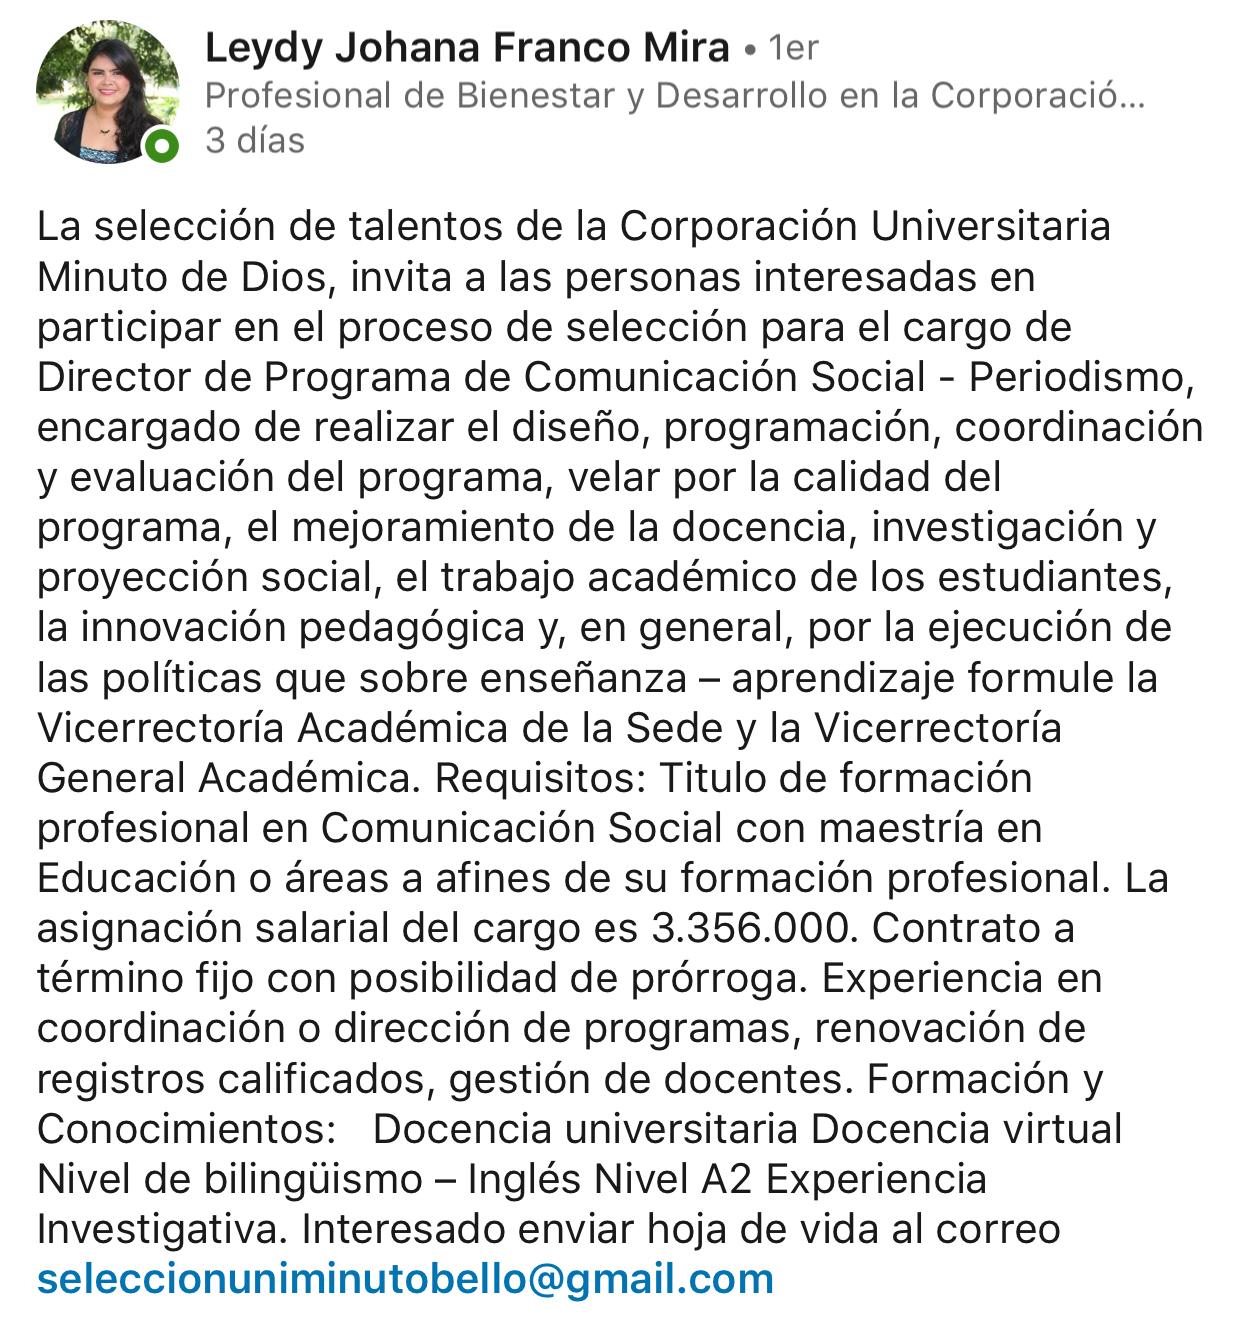 Leydy Johana Franco Mira • 1er
Profesional de Bienestar y Desarrollo en la Corporació...
3 días
La selección de talentos de la Corporación Universitaria
Minuto de Dios, invita a las personas interesadas en
participar en el proceso de selección para el cargo de
Director de Programa de Comunicación Social - Periodismo,
encargado de realizar el diseño, programación, coordinación
y evaluación del programa, velar por la calidad del
programa, el mejoramiento de la docencia, investigación y
proyección social, el trabajo académico de los estudiantes,
la innovación pedagógica y, en general, por la ejecución de
las políticas que sobre enseñanza – aprendizaje formule la
Vicerrectoría Académica de la Sede y la Vicerrectoría
General Académica. Requisitos: Titulo de formación
profesional en Comunicación Social con maestría en
Educación o áreas a afines de su formación profesional. La
asignación salarial del cargo es 3.356.000. Contrato a
término fijo con posibilidad de prórroga. Experiencia en
coordinación o dirección de programas, renovación de
registros calificados, gestión de docentes. Formación y
Conocimientos:   Docencia universitaria Docencia virtual
Nivel de bilingüismo – Inglés Nivel A2 Experiencia
Investigativa. Interesado enviar hoja de vida al correo
seleccionuniminutobello@gmail.com